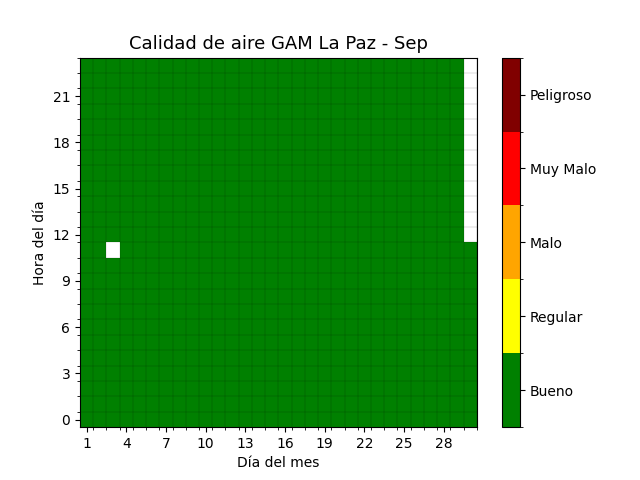 Calidad de aire GAM La Paz - Sep
Hora del día
21
18
15
12
9
6
3
0
1 4 7 10 13 16 19 22 25 28
Día del mes
Peligroso
Muy Malo
Malo
Regular
Bueno